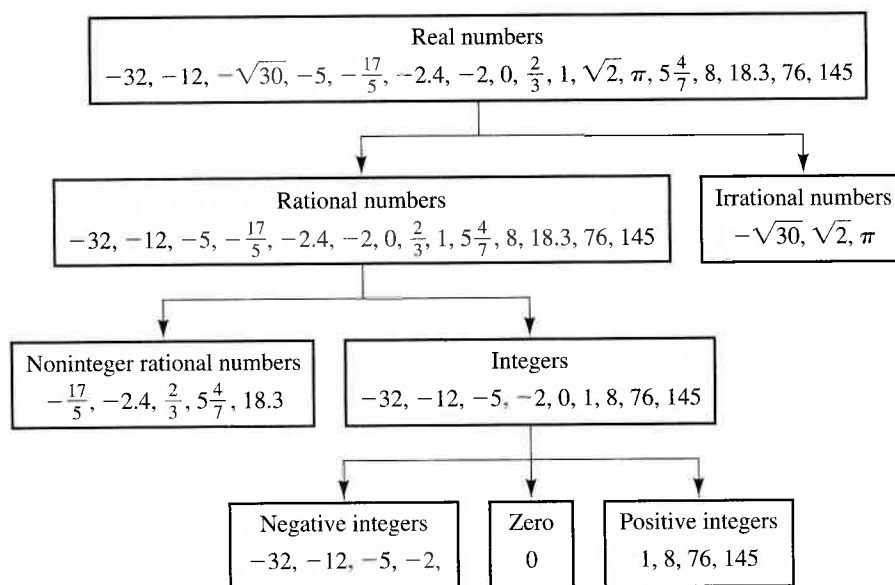 Real numbers
−32, −12, −√30, −5, −17/5, −2.4, −2, 0, 2/3, 1, √2, π, 5 4/7, 8, 18.3, 76, 145
Rational numbers
−32, −12, −5, −17/5, −2.4, −2, 0, 2/3, 1, 5 4/7, 8, 18.3, 76, 145
Irrational numbers
−√30, √2, π
Noninteger rational numbers
−17/5, −2.4, 2/3, 5 4/7, 18.3
Integers
−32, −12, −5, −2, 0, 1, 8, 76, 145
Negative integers
−32, −12, −5, −2,
Zero
0
Positive integers
1, 8, 76, 145